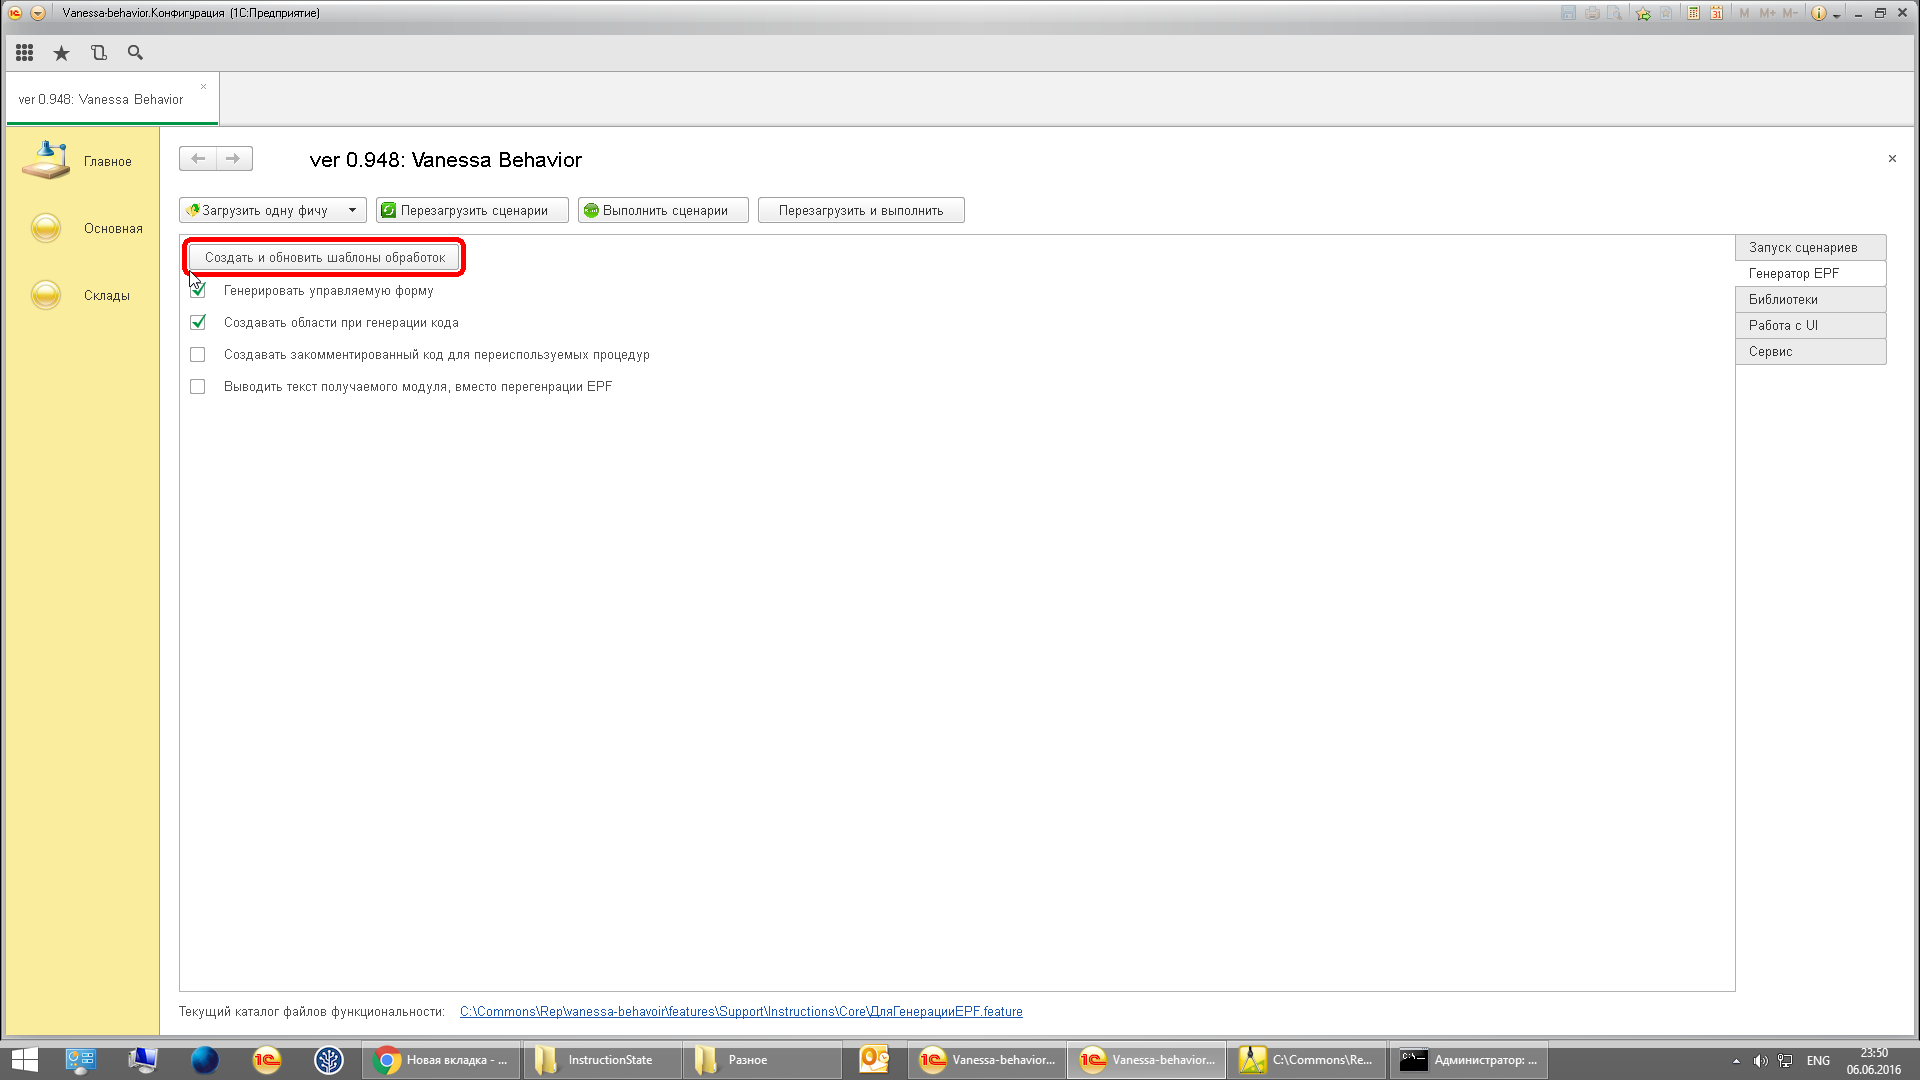 Vanessa-behavior.Конфигурация (1С:Предприятие)
M M+ M-
ver 0.948: Vanessa Behavior
Главное
Основная
Склады
ver 0.948: Vanessa Behavior
Загрузить одну фичу
Перезагрузить сценарии
Выполнить сценарии
Перезагрузить и выполнить
Создать и обновить шаблоны обработок
Генерировать управляемую форму
Создавать области при генерации кода
Создавать закомментированный код для переиспользуемых процедур
Выводить текст получаемого модуля, вместо перегенрации EPF
Запуск сценариев
Генератор EPF
Библиотеки
Работа с UI
Сервис
Текущий каталог файлов функциональности: C:\Commons\Rep\vanessa-behavoir\features\Support\Instructions\Core\ДляГенерацииEPF.feature
Новая вкладка - ...
InstructionState
Разное
Vanessa-behavior...
Vanessa-behavior...
C:\Commons\Re...
Администратор: ...
ENG
23:50
06.06.2016